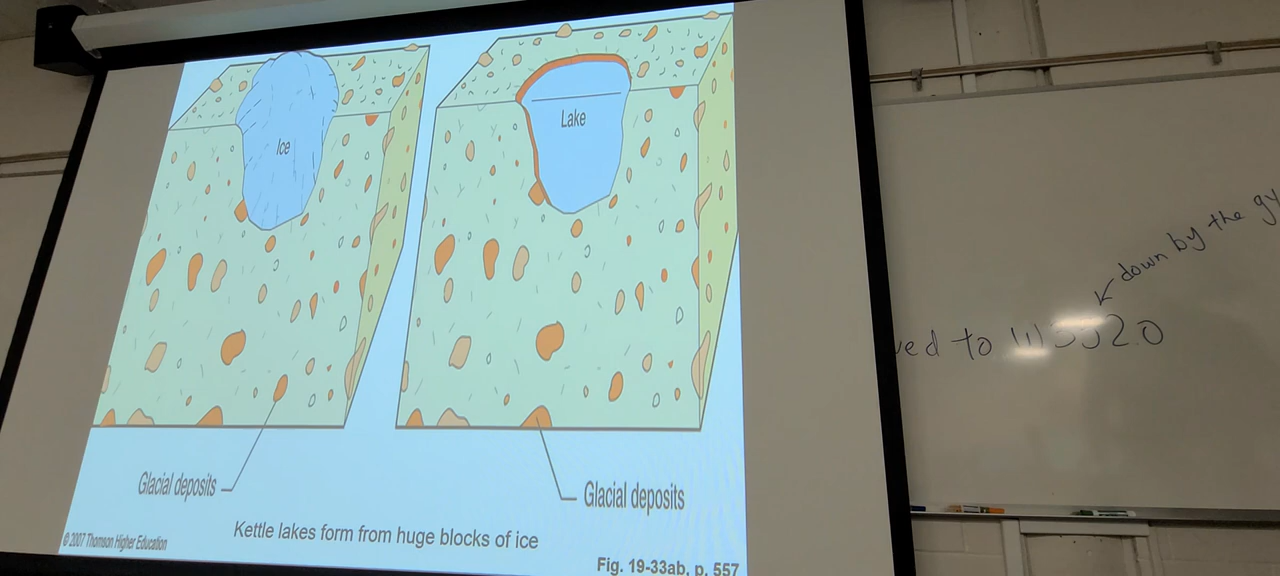 Ice
Lake
Glacial deposits
Glacial deposits
Kettle lakes form from huge blocks of ice
© 2007 Thomson Higher Education
Fig. 19-33ab, p. 557
down by the
to